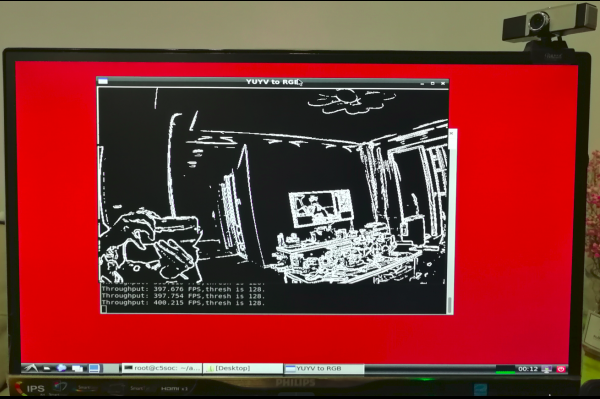 YUYV to RGB
Throughput: 397.676 FPS,thresh is 128.
Throughput: 397.754 FPS,thresh is 128.
Throughput: 400.215 FPS,thresh is 128.
root@c5soc: ~/a...
[Desktop]
YUYV to RGB
00:12
IPS
HDMI
PHILIPS